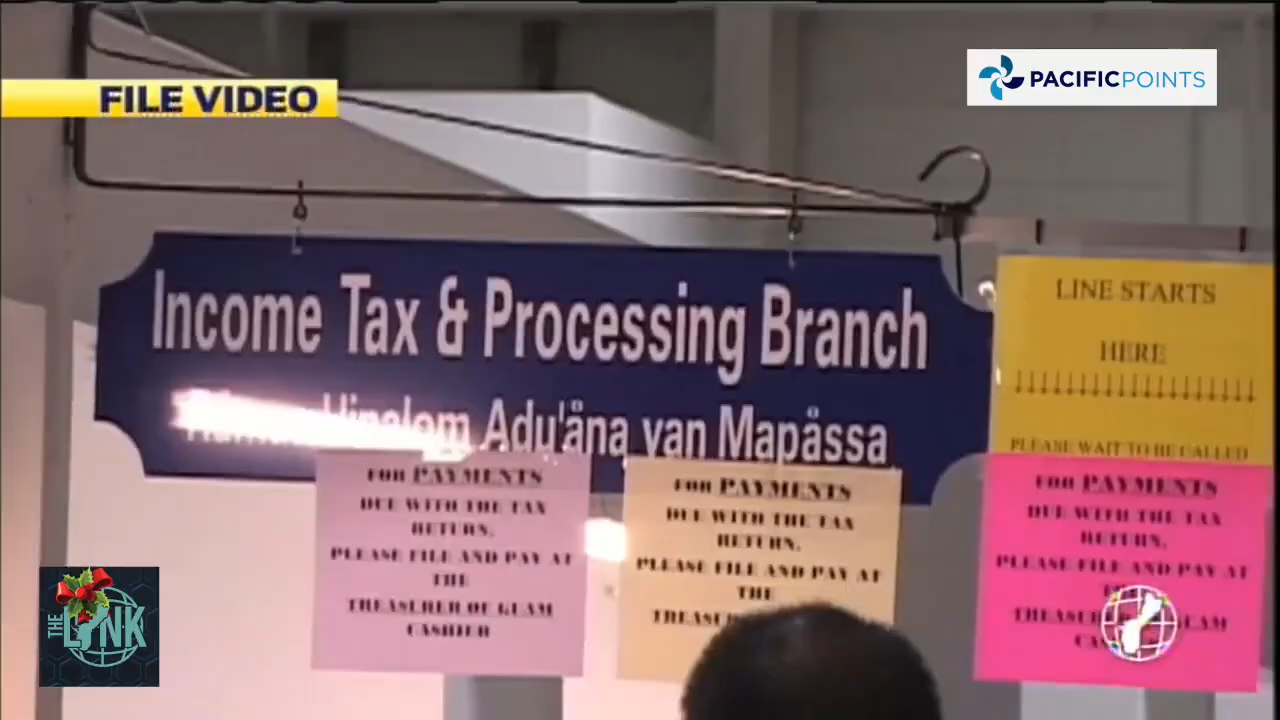 FILE VIDEO
PACIFICPOINTS
Income Tax & Processing Branch
Adu'åna yan Mapåssa
LINE STARTS
HERE
PLEASE WAIT TO BE CALLED
FOR PAYMENTS
DUE WITH THE TAX
RETURN.
PLEASE FILE AND PAY AT
THE
TREASURER OF GUAM
CASHIER
FOR PAYMENTS
DUE WITH THE TAX
RETURN.
PLEASE FILE AND PAY AT
THE
FOR PAYMENTS
DUE WITH THE TAX
RETURN.
PLEASE FILE AND PAY AT
THE LINK